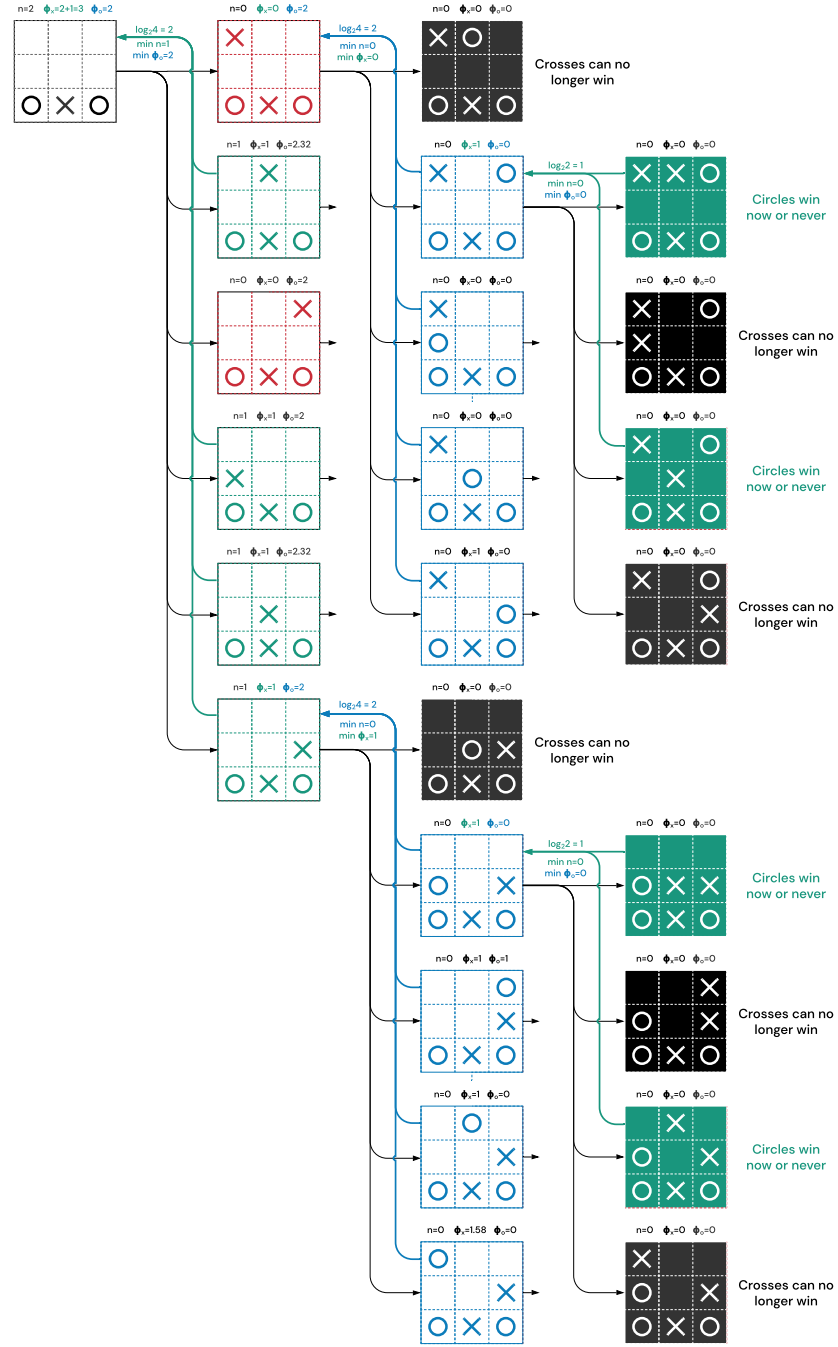 n=2 ϕₓ=2+1=3 ϕₒ=2
n=0 ϕₓ=0 ϕₒ=2
n=0 ϕₓ=0 ϕₒ=0
log₂4 = 2
min n=1
min ϕₒ=2
log₂4 = 2
min n=0
min ϕₓ=0
Crosses can no
longer win
n=1 ϕₓ=1 ϕₒ=2.32
n=0 ϕₓ=1 ϕₒ=0
n=0 ϕₓ=0 ϕₒ=0
log₂2 = 1
min n=0
min ϕₒ=0
Circles win
now or never
n=0 ϕₓ=0 ϕₒ=2
n=0 ϕₓ=0 ϕₒ=0
n=0 ϕₓ=0 ϕₒ=0
Crosses can no
longer win
n=1 ϕₓ=1 ϕₒ=2
n=0 ϕₓ=0 ϕₒ=0
n=0 ϕₓ=0 ϕₒ=0
Circles win
now or never
n=1 ϕₓ=1 ϕₒ=2.32
n=0 ϕₓ=1 ϕₒ=0
n=0 ϕₓ=0 ϕₒ=0
Crosses can no
longer win
n=1 ϕₓ=1 ϕₒ=2
n=0 ϕₓ=0 ϕₒ=0
log₂4 = 2
min n=0
min ϕₓ=1
Crosses can no
longer win
n=0 ϕₓ=1 ϕₒ=0
n=0 ϕₓ=0 ϕₒ=0
log₂2 = 1
min n=0
min ϕₒ=0
Circles win
now or never
n=0 ϕₓ=1 ϕₒ=1
n=0 ϕₓ=0 ϕₒ=0
Crosses can no
longer win
n=0 ϕₓ=1 ϕₒ=0
n=0 ϕₓ=0 ϕₒ=0
Circles win
now or never
n=0 ϕₓ=1.58 ϕₒ=0
n=0 ϕₓ=0 ϕₒ=0
Crosses can no
longer win